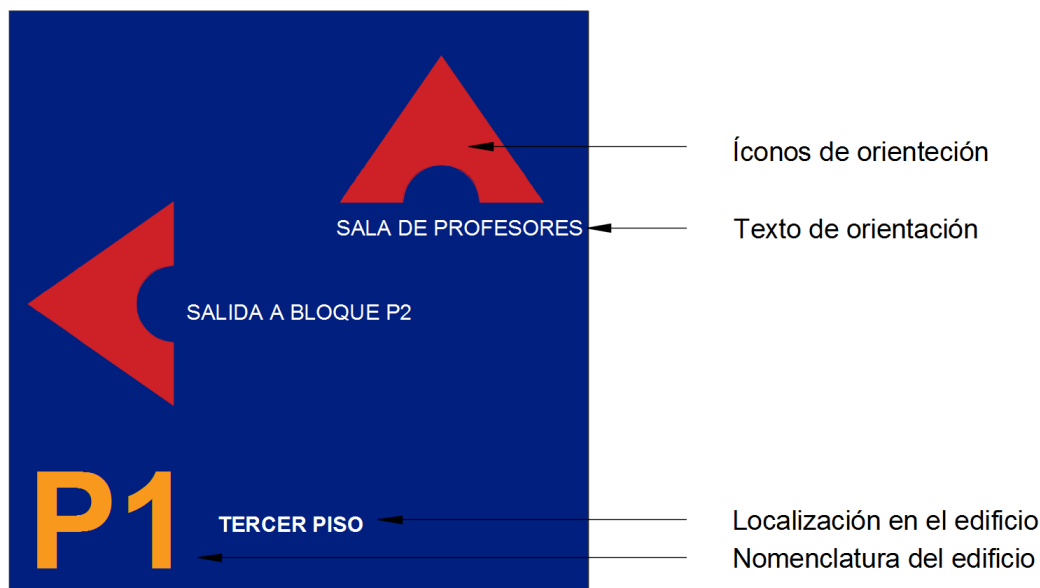 Íconos de orienteción
SALA DE PROFESORES
Texto de orientación
SALIDA A BLOQUE P2
P1
TERCER PISO
Localización en el edificio
Nomenclatura del edificio